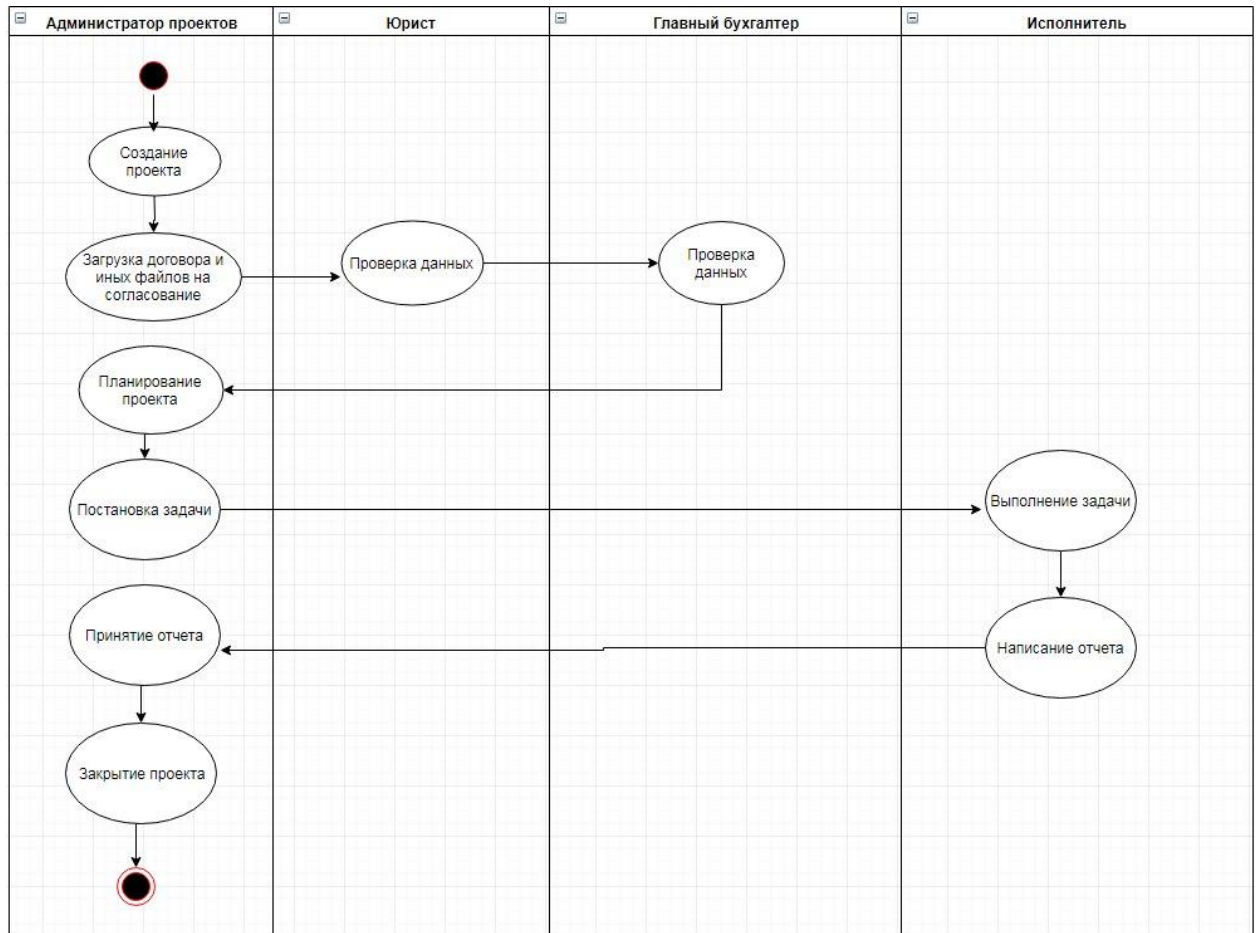 Администратор проектов
Юрист
Главный бухгалтер
Исполнитель
Создание
проекта
Загрузка договора и
иных файлов на
согласование
Проверка данных
Проверка
данных
Планирование
проекта
Постановка задачи
Выполнение задачи
Принятие отчета
Написание отчета
Закрытие проекта